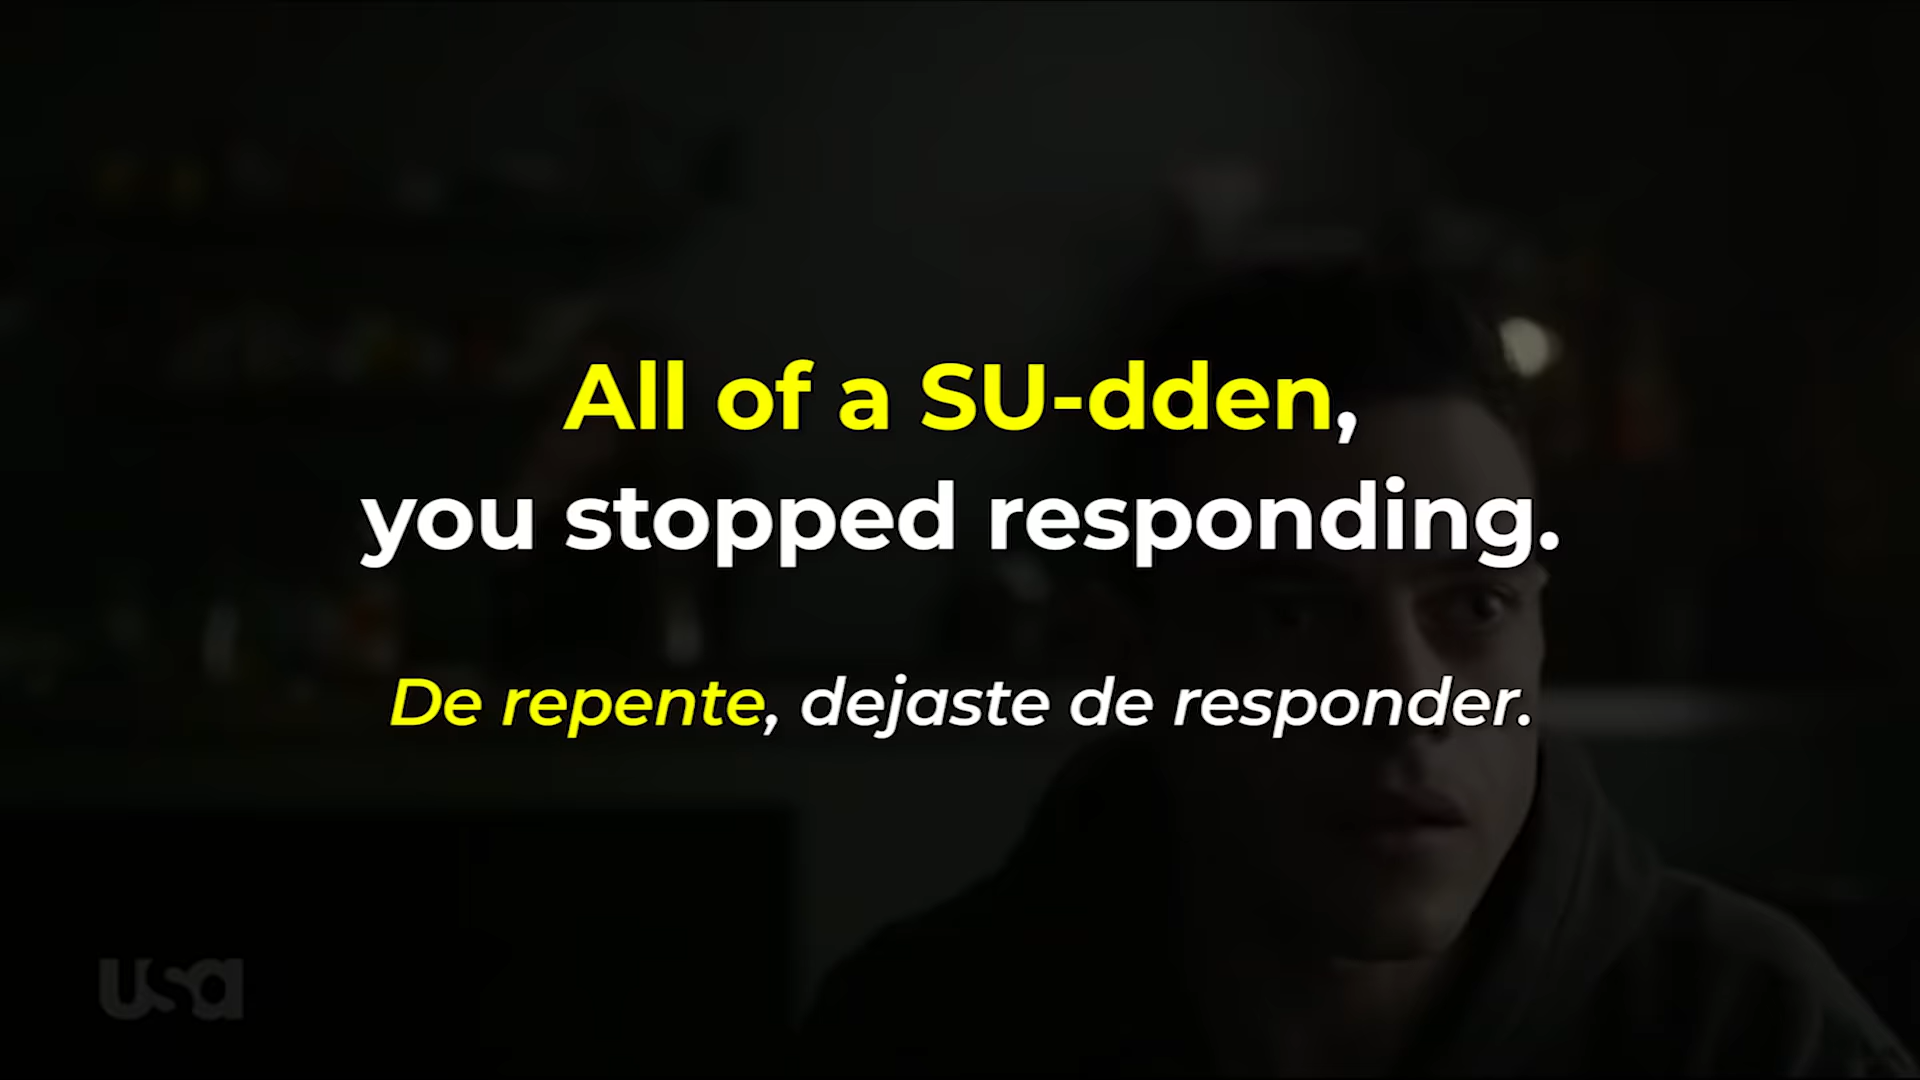 All of a SU-dden,
you stopped responding.
De repente, dejaste de responder.
usa